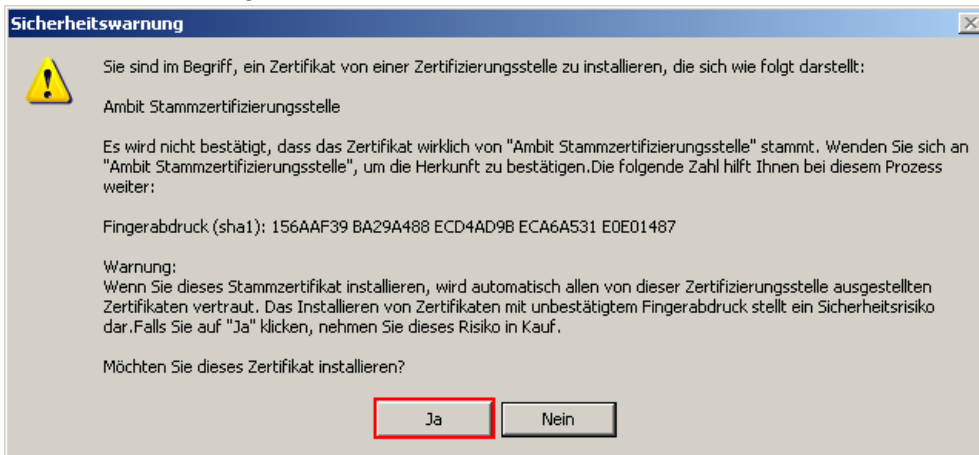 Sicherheitswarnung
Sie sind im Begriff, ein Zertifikat von einer Zertifizierungsstelle zu installieren, die sich wie folgt darstellt:
Ambit Stammzertifizierungsstelle
Es wird nicht bestätigt, dass das Zertifikat wirklich von "Ambit Stammzertifizierungsstelle" stammt. Wenden Sie sich an
"Ambit Stammzertifizierungsstelle", um die Herkunft zu bestätigen.Die folgende Zahl hilft Ihnen bei diesem Prozess
weiter:
Fingerabdruck (sha1): 156AAF39 BA29A488 ECD4AD9B ECA6A531 E0E01487
Warnung:
Wenn Sie dieses Stammzertifikat installieren, wird automatisch allen von dieser Zertifizierungsstelle ausgestellten
Zertifikaten vertraut. Das Installieren von Zertifikaten mit unbestätigtem Fingerabdruck stellt ein Sicherheitsrisiko
dar.Falls Sie auf "Ja" klicken, nehmen Sie dieses Risiko in Kauf.
Möchten Sie dieses Zertifikat installieren?
Ja
Nein